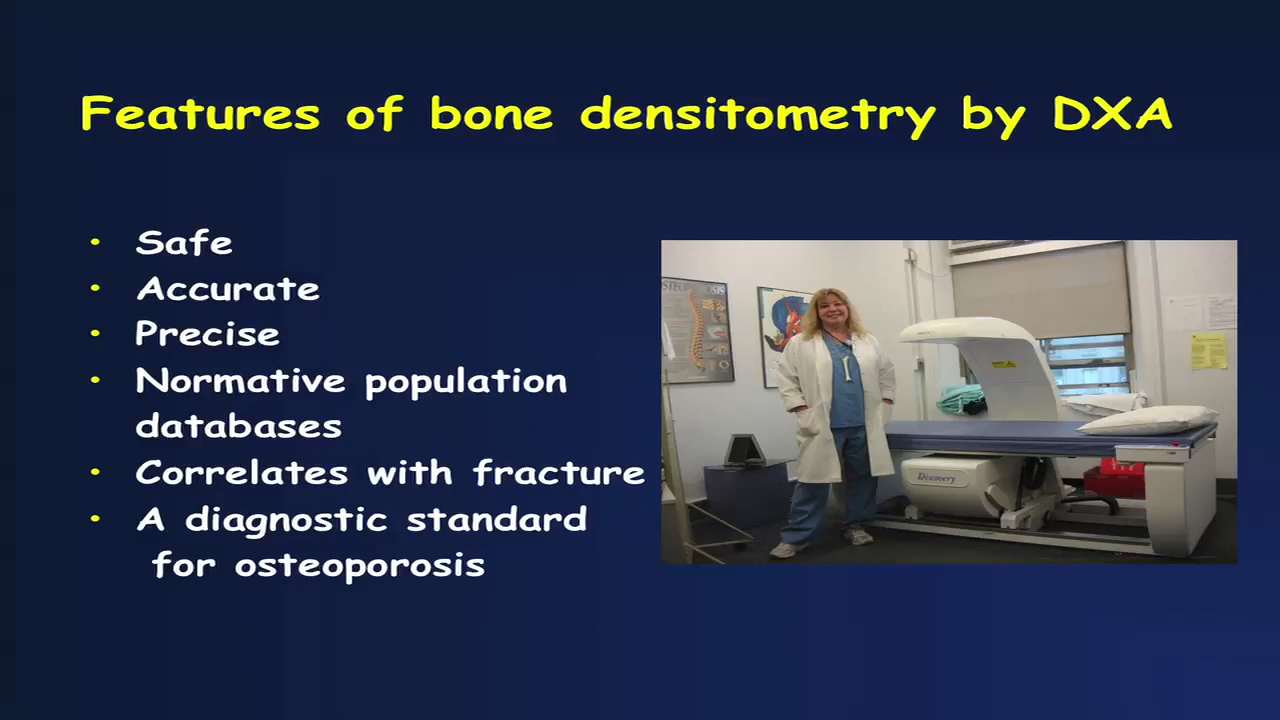 Features of bone densitometry by DXA
• Safe
• Accurate
• Precise
• Normative population
databases
• Correlates with fracture
• A diagnostic standard
for osteoporosis
Discovery